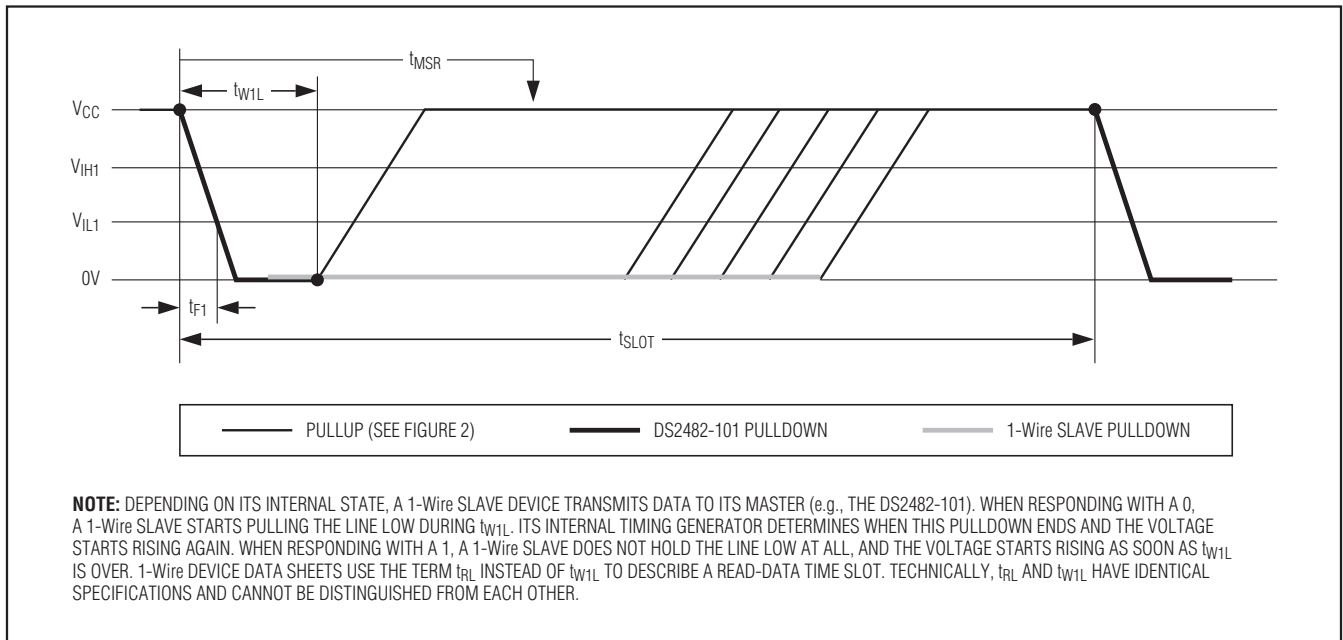 tMSR
tW1L
VCC
VIH1
VIL1
0V
tF1
tSLOT
PULLUP (SEE FIGURE 2) DS2482-101 PULLDOWN 1-Wire SLAVE PULLDOWN
NOTE: DEPENDING ON ITS INTERNAL STATE, A 1-Wire SLAVE DEVICE TRANSMITS DATA TO ITS MASTER (e.g., THE DS2482-101). WHEN RESPONDING WITH A 0,
A 1-Wire SLAVE STARTS PULLING THE LINE LOW DURING tW1L. ITS INTERNAL TIMING GENERATOR DETERMINES WHEN THIS PULLDOWN ENDS AND THE VOLTAGE
STARTS RISING AGAIN. WHEN RESPONDING WITH A 1, A 1-Wire SLAVE DOES NOT HOLD THE LINE LOW AT ALL, AND THE VOLTAGE STARTS RISING AS SOON AS tW1L
IS OVER. 1-Wire DEVICE DATA SHEETS USE THE TERM tRL INSTEAD OF tW1L TO DESCRIBE A READ-DATA TIME SLOT. TECHNICALLY, tRL AND tW1L HAVE IDENTICAL
SPECIFICATIONS AND CANNOT BE DISTINGUISHED FROM EACH OTHER.